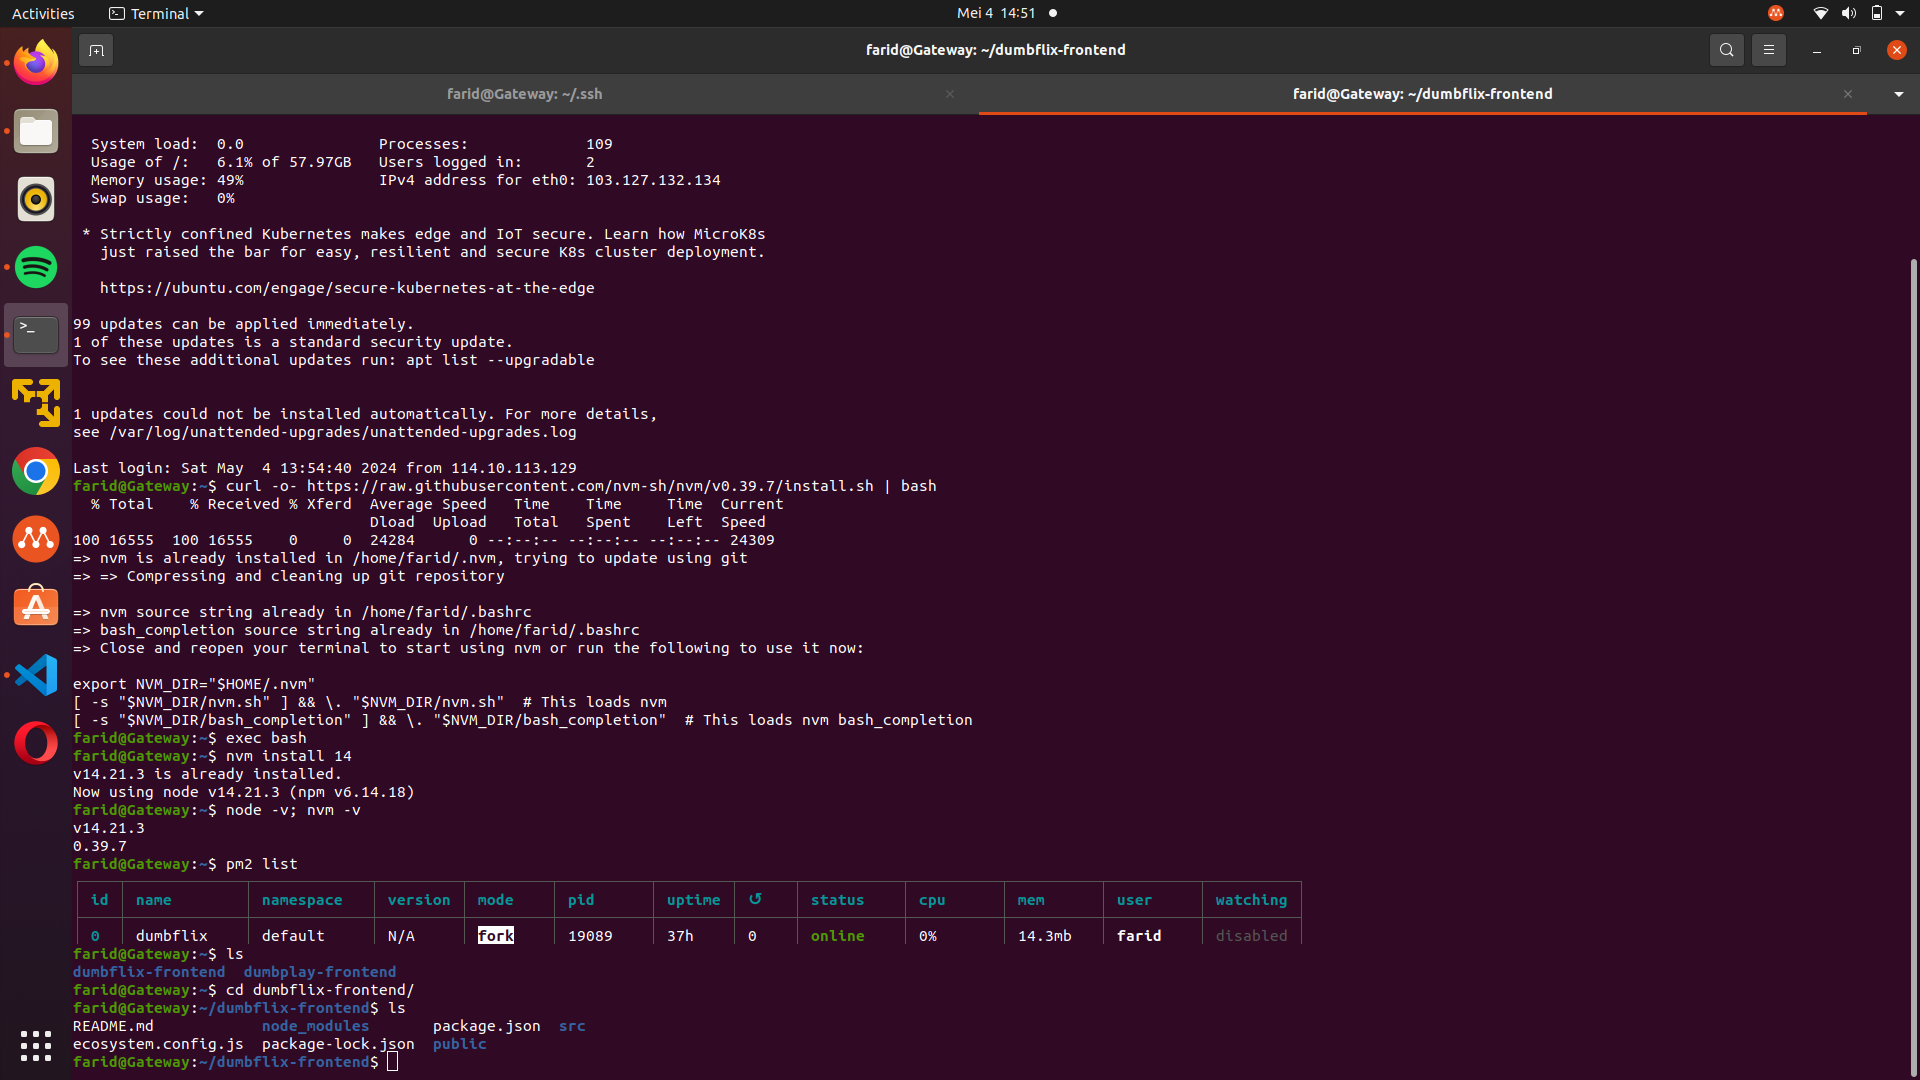 Activities Terminal Mei 4 14:51
farid@Gateway: ~/dumbflix-frontend
farid@Gateway: ~/.ssh farid@Gateway: ~/dumbflix-frontend
System load: 0.0 Processes: 109
Usage of /: 6.1% of 57.97GB Users logged in: 2
Memory usage: 49% IPv4 address for eth0: 103.127.132.134
Swap usage: 0%
* Strictly confined Kubernetes makes edge and IoT secure. Learn how MicroK8s
just raised the bar for easy, resilient and secure K8s cluster deployment.
https://ubuntu.com/engage/secure-kubernetes-at-the-edge
99 updates can be applied immediately.
1 of these updates is a standard security update.
To see these additional updates run: apt list --upgradable
1 updates could not be installed automatically. For more details,
see /var/log/unattended-upgrades/unattended-upgrades.log
Last login: Sat May  4 13:54:40 2024 from 114.10.113.129
farid@Gateway:~$ curl -o- https://raw.githubusercontent.com/nvm-sh/nvm/v0.39.7/install.sh | bash
% Total % Received % Xferd Average Speed Time Time Time Current
Dload Upload Total Spent Left Speed
100 16555 100 16555 0 0 24284 0 --:--:-- --:--:-- --:--:-- 24309
=> nvm is already installed in /home/farid/.nvm, trying to update using git
=> => Compressing and cleaning up git repository
=> nvm source string already in /home/farid/.bashrc
=> bash_completion source string already in /home/farid/.bashrc
=> Close and reopen your terminal to start using nvm or run the following to use it now:
export NVM_DIR="$HOME/.nvm"
[ -s "$NVM_DIR/nvm.sh" ] && \. "$NVM_DIR/nvm.sh"  # This loads nvm
[ -s "$NVM_DIR/bash_completion" ] && \. "$NVM_DIR/bash_completion"  # This loads nvm bash_completion
farid@Gateway:~$ exec bash
farid@Gateway:~$ nvm install 14
v14.21.3 is already installed.
Now using node v14.21.3 (npm v6.14.18)
farid@Gateway:~$ node -v; nvm -v
v14.21.3
0.39.7
farid@Gateway:~$ pm2 list
id name namespace version mode pid uptime ↺ status cpu mem user watching
0 dumbflix default N/A fork 19089 37h 0 online 0% 14.3mb farid disabled
farid@Gateway:~$ ls
dumbflix-frontend dumbplay-frontend
farid@Gateway:~$ cd dumbflix-frontend/
farid@Gateway:~/dumbflix-frontend$ ls
README.md node_modules package.json src
ecosystem.config.js package-lock.json public
farid@Gateway:~/dumbflix-frontend$